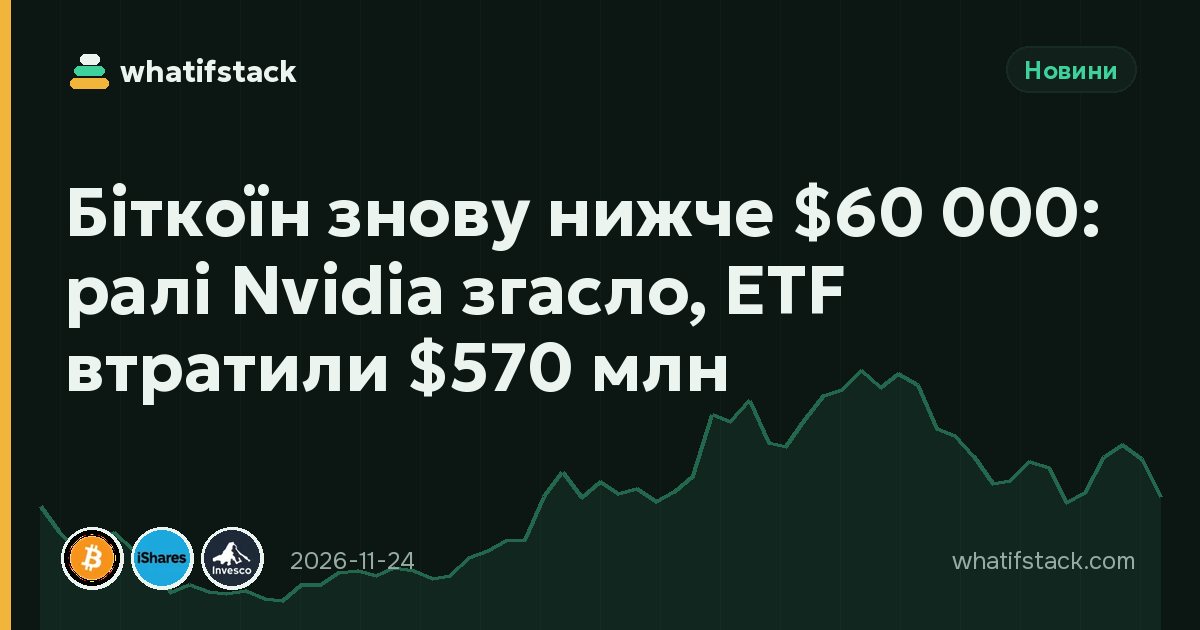 whatifstack
Новини
Біткоїн знову нижче $60 000:
ралі Nvidia згасло, ETF
втратили $570 млн
iShares
Invesco
2026-11-24
whatifstack.com